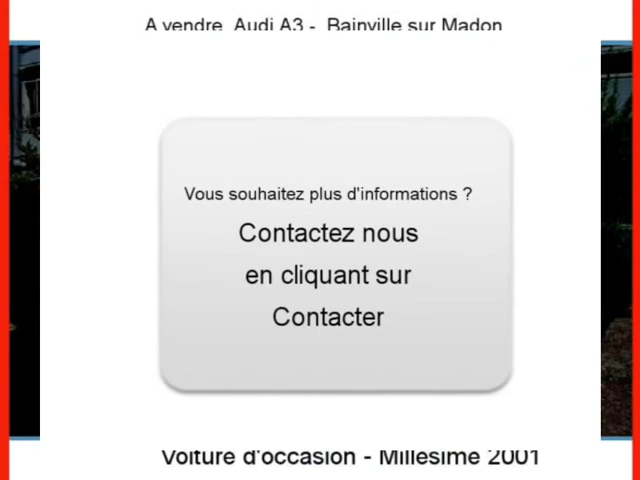 A vendre Audi A3 - Bainville sur Madon
Vous souhaitez plus d'informations ?
Contactez nous
en cliquant sur
Contacter
Voiture d'occasion - Millesime 2001